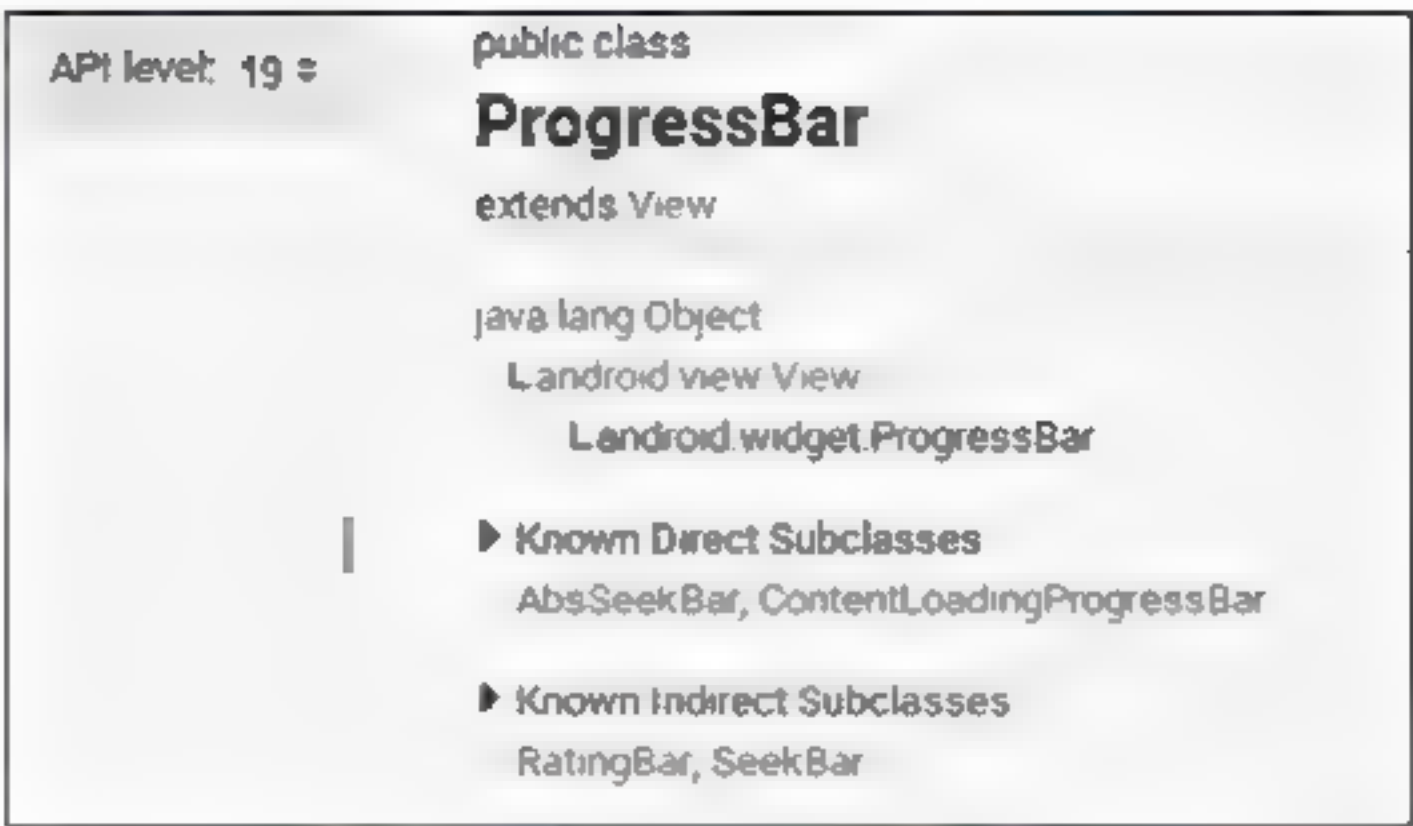 API level: 19
public class
ProgressBar
extends View
java.lang.Object
android.view.View
android.widget.ProgressBar
Known Direct Subclasses
AbsSeekBar, ContentLoadingProgressBar
Known Indirect Subclasses
RatingBar, SeekBar